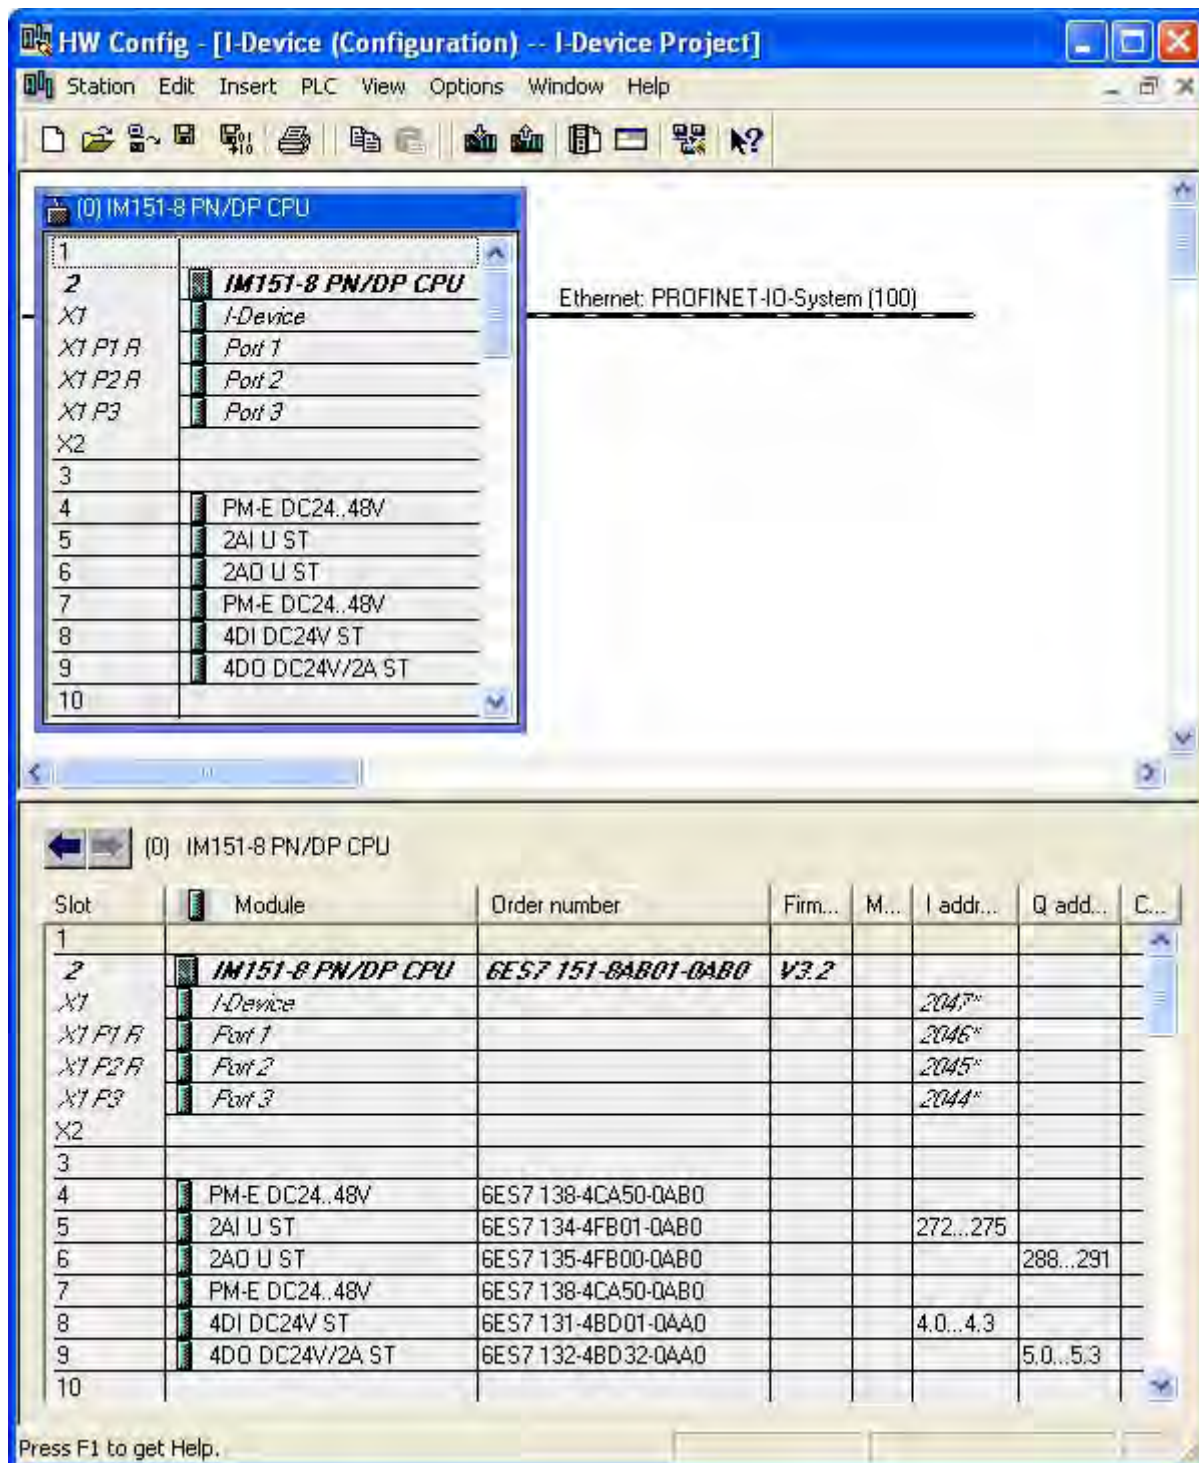 HW Config - [I-Device (Configuration) -- I-Device Project]
Station Edit Insert PLC View Options Window Help
(0) IM151-8 PN/DP CPU
1
2 IM151-8 PN/DP CPU
X1 I-Device
X1 P1 R Port 1
X1 P2 R Port 2
X1 P3 Port 3
X2
3
4 PM-E DC24..48V
5 2AI U ST
6 2AO U ST
7 PM-E DC24..48V
8 4DI DC24V ST
9 4DO DC24V/2A ST
10
Ethernet: PROFINET-IO-System (100)
(0) IM151-8 PN/DP CPU
Slot Module Order number Firm... M... I addr... Q add... C...
1
2 IM151-8 PN/DP CPU 6ES7 151-8AB01-0AB0 V3.2
X1 I-Device 2047*
X1 P1 R Port 1 2046*
X1 P2 R Port 2 2045*
X1 P3 Port 3 2044*
X2
3
4 PM-E DC24..48V 6ES7 138-4CA50-0AB0
5 2AI U ST 6ES7 134-4FB01-0AB0 272...275
6 2AO U ST 6ES7 135-4FB00-0AB0 288...291
7 PM-E DC24..48V 6ES7 138-4CA50-0AB0
8 4DI DC24V ST 6ES7 131-4BD01-0AA0 4.0...4.3
9 4DO DC24V/2A ST 6ES7 132-4BD32-0AA0 5.0...5.3
10
Press F1 to get Help.